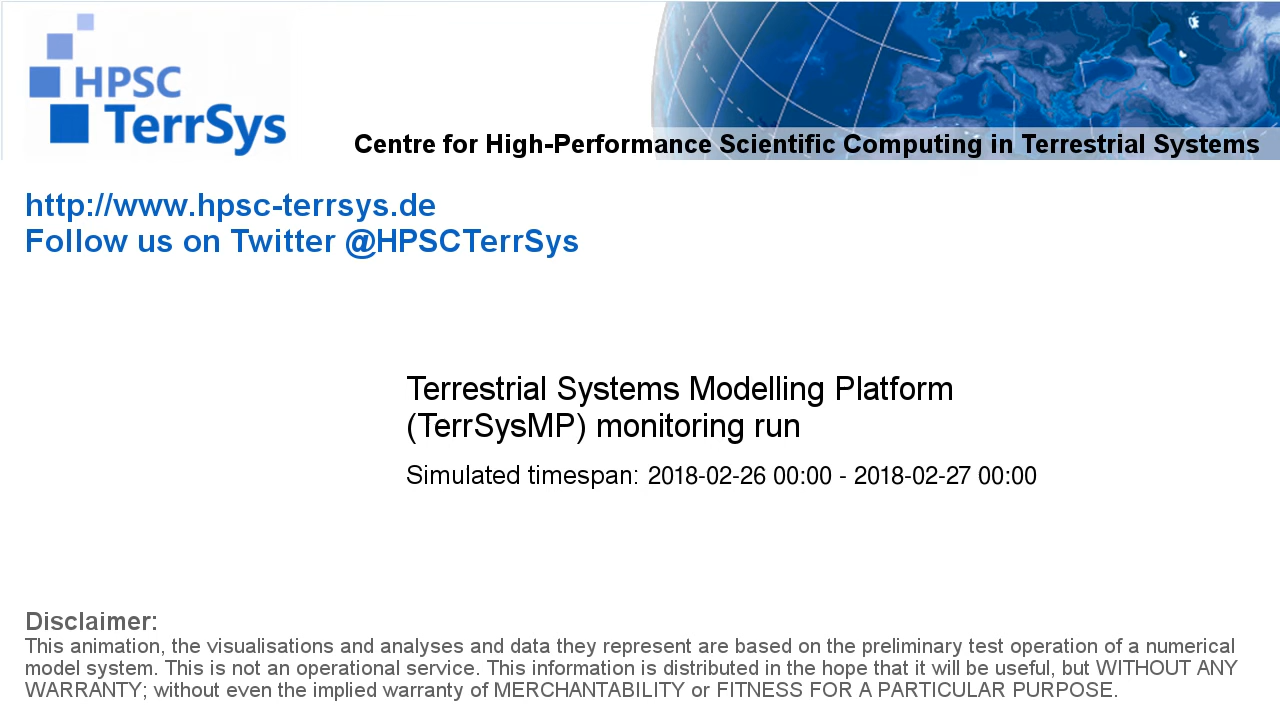 HPSC
TerrSys
Centre for High-Performance Scientific Computing in Terrestrial Systems
http://www.hpsc-terrsys.de
Follow us on Twitter @HPSCTerrSys
Terrestrial Systems Modelling Platform
(TerrSysMP) monitoring run
Simulated timespan: 2018-02-26 00:00 - 2018-02-27 00:00
Disclaimer:
This animation, the visualisations and analyses and data they represent are based on the preliminary test operation of a numerical
model system. This is not an operational service. This information is distributed in the hope that it will be useful, but WITHOUT ANY
WARRANTY; without even the implied warranty of MERCHANTABILITY or FITNESS FOR A PARTICULAR PURPOSE.